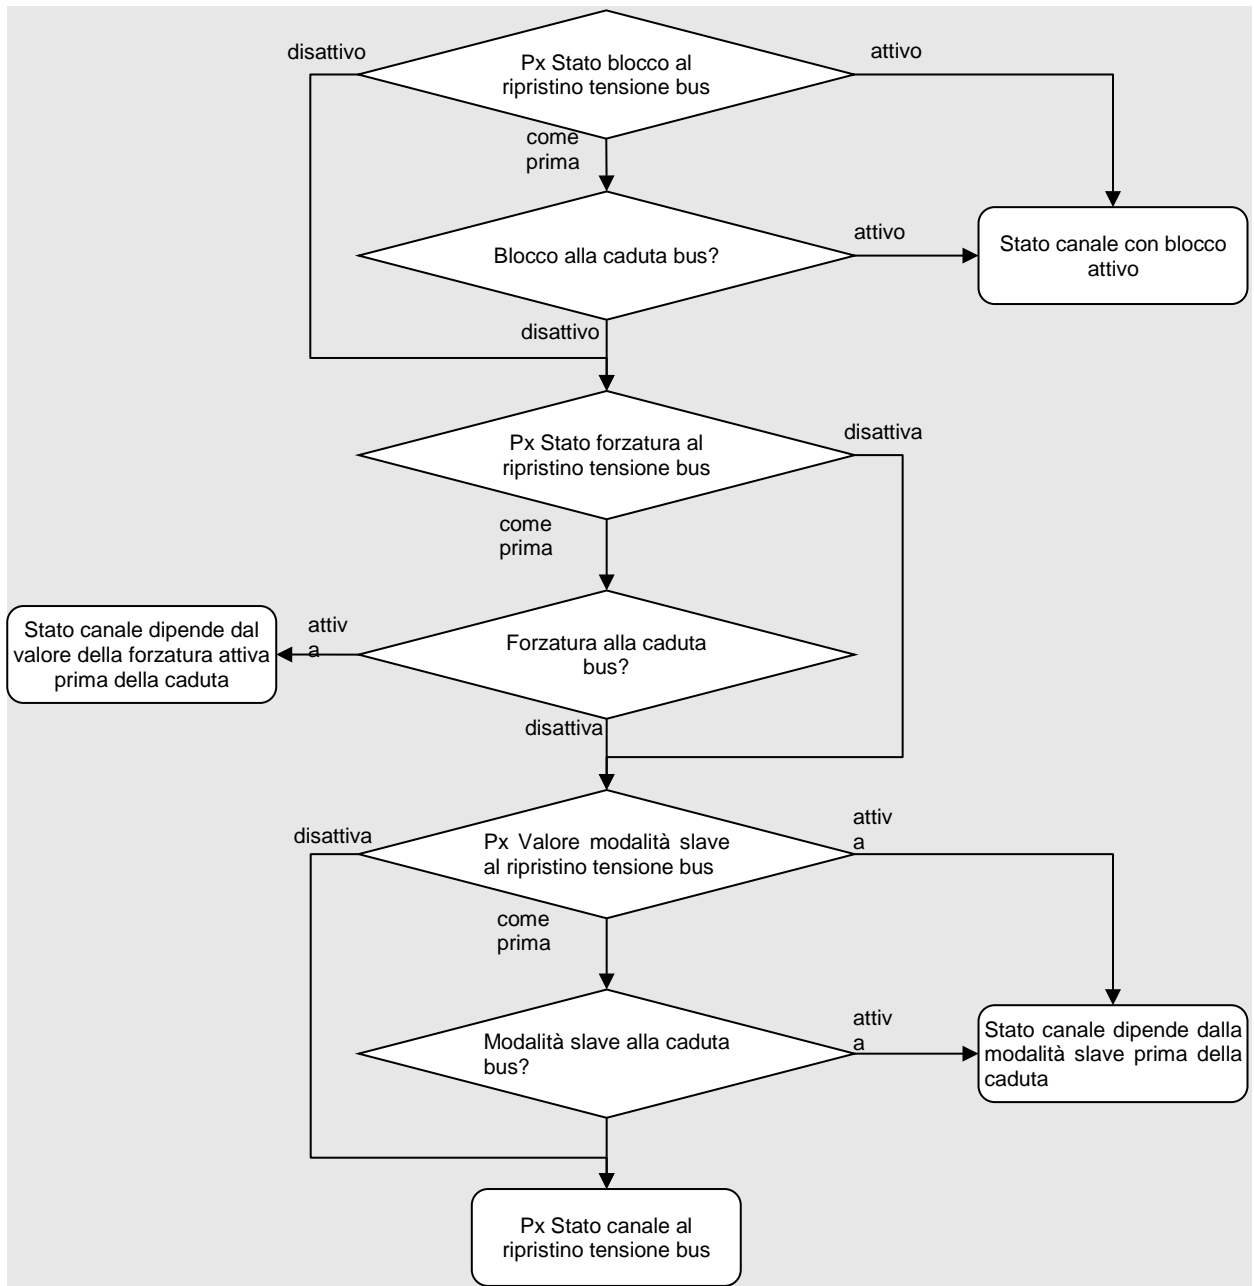 disattivo
Px Stato blocco al
ripristino tensione bus
attivo
come
prima
Blocco alla caduta bus?
attivo
Stato canale con blocco
attivo
disattivo
Px Stato forzatura al
ripristino tensione bus
disattiva
come
prima
Stato canale dipende dal
valore della forzatura attiva
prima della caduta
attiv
a
Forzatura alla caduta
bus?
disattiva
disattiva
Px Valore modalità slave
al ripristino tensione bus
attiv
a
come
prima
Modalità slave alla caduta
bus?
attiv
a
Stato canale dipende dalla
modalità slave prima della
caduta
Px Stato canale al
ripristino tensione bus